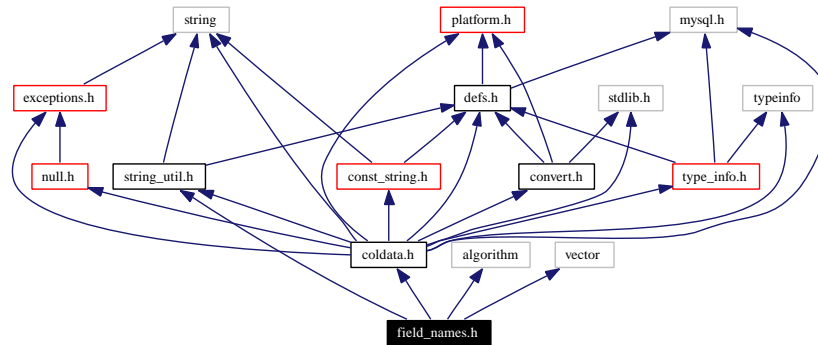 string
platform.h
mysql.h
exceptions.h
defs.h
stdlib.h
typeinfo
null.h
string_util.h
const_string.h
convert.h
type_info.h
coldata.h
algorithm
vector
field_names.h